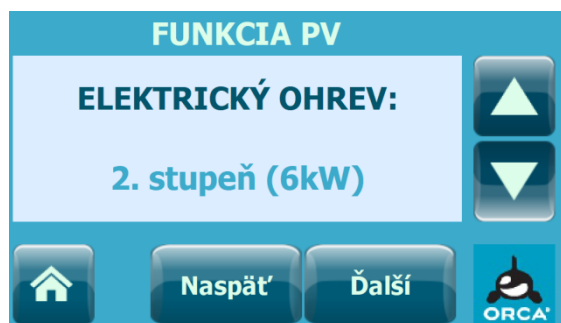 FUNKCIA PV
ELEKTRICKÝ OHREV:
2. stupeň (6kW)
Naspäť
Ďalší
ORCA